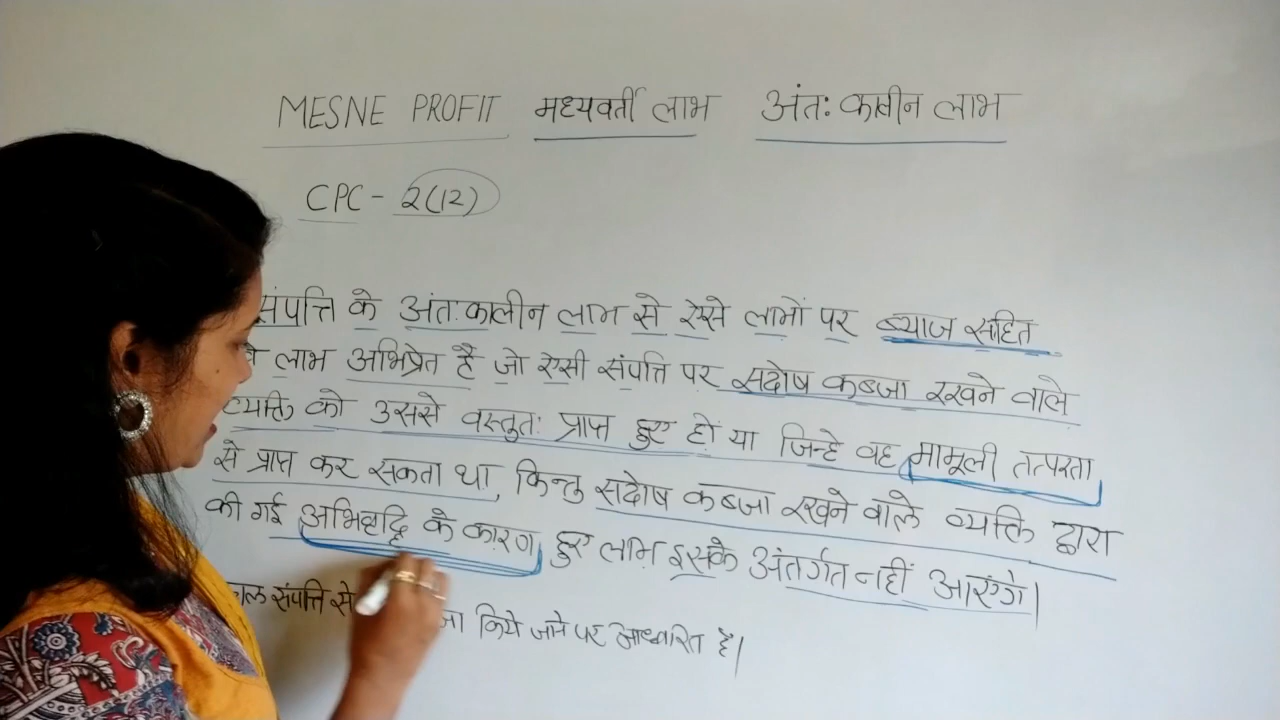 MESNE PROFIT मध्यवर्ती लाभ अंतः कालीन लाभ
CPC - 2(12)
संपत्ति के अंतःकालीन लाभ से ऐसे लाभों पर ब्याज सहित
लाभ अभिप्रेत है जो ऐसी संपत्ति पर सदोष कब्जा रखने वाले
व्यक्ति को उससे वस्तुतः प्राप्त हुए हों या जिन्हे वह मामूली तत्परता
से प्राप्त कर सकता था, किन्तु सदोष कब्जा रखने वाले व्यक्ति द्वारा
की गई अभिवृद्धि के कारण हुए लाभ इसके अंतर्गत नहीं आएंगे।
संपत्ति से किये जाने पर आधारित है।